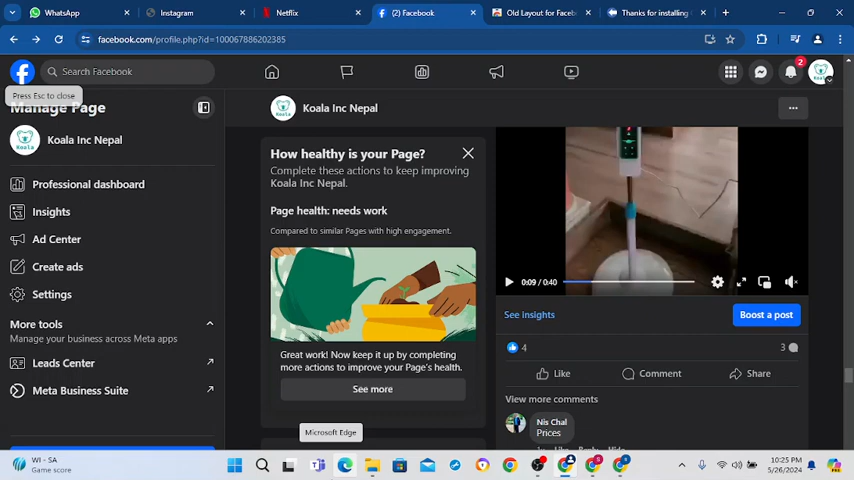 WhatsApp
Instagram
Netflix
(2) Facebook
Old Layout for Faceb
Thanks for installing
facebook.com/profile.php?id=100067886202385
Search Facebook
2
Press Esc to close
Manage Page
Koala Inc Nepal
Koala Inc Nepal
Professional dashboard
Insights
Ad Center
Create ads
Settings
More tools
Manage your business across Meta apps
Leads Center
Meta Business Suite
How healthy is your Page?
Complete these actions to keep improving
Koala Inc Nepal.
Page health: needs work
Compared to similar Pages with high engagement.
Great work! Now keep it up by completing
more actions to improve your Page's health.
See more
Microsoft Edge
0:09 / 0:40
See insights
Boost a post
4
3
Like
Comment
Share
View more comments
Nis Chal
Prices
WI - SA
Game score
10:25 PM
5/26/2024